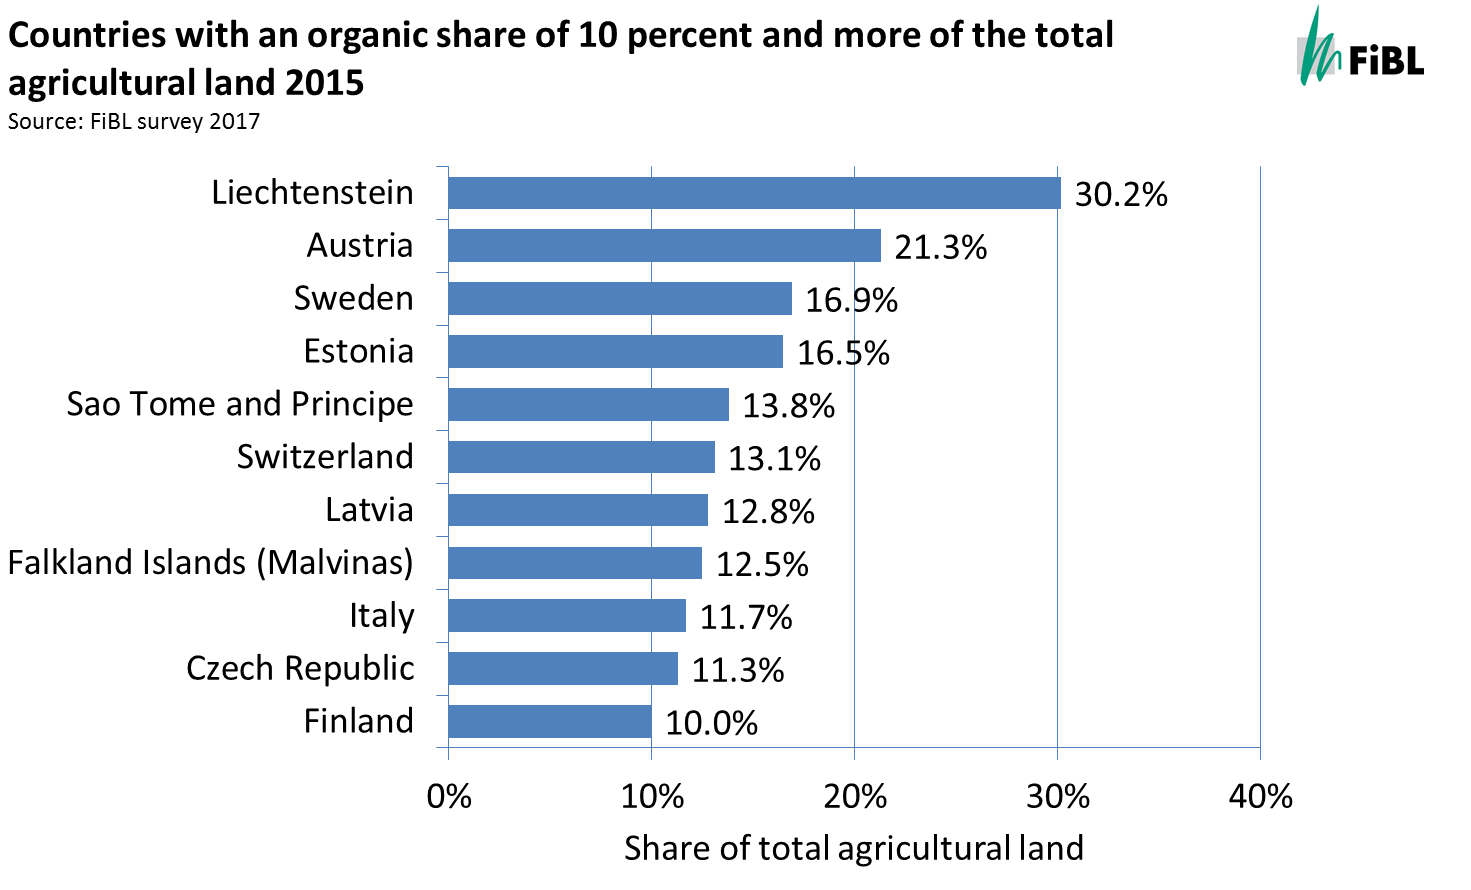 Countries with an organic share of 10 percent and more of the total
agricultural land 2015
Source: FiBL survey 2017
FiBL
Liechtenstein 30.2%
Austria 21.3%
Sweden 16.9%
Estonia 16.5%
Sao Tome and Principe 13.8%
Switzerland 13.1%
Latvia 12.8%
Falkland Islands (Malvinas) 12.5%
Italy 11.7%
Czech Republic 11.3%
Finland 10.0%
0% 10% 20% 30% 40%
Share of total agricultural land